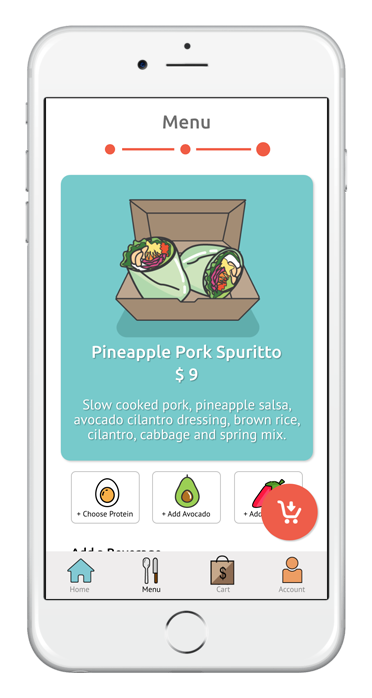 Menu
Pineapple Pork Spuritto
$ 9
Slow cooked pork, pineapple salsa,
avocado cilantro dressing, brown rice,
cilantro, cabbage and spring mix.
+ Choose Protein
+ Add Avocado
+ Add
Add a Beverage
$
Home
Menu
Cart
Account